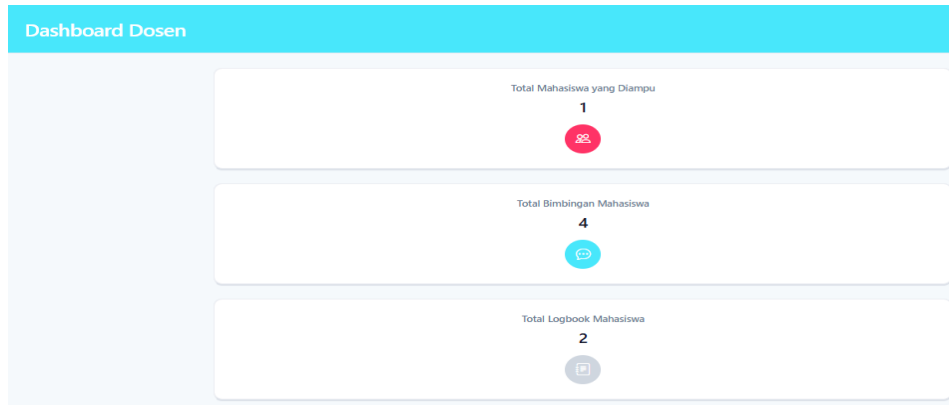 Dashboard Dosen
Total Mahasiswa yang Diampu
1
Total Bimbingan Mahasiswa
4
Total Logbook Mahasiswa
2